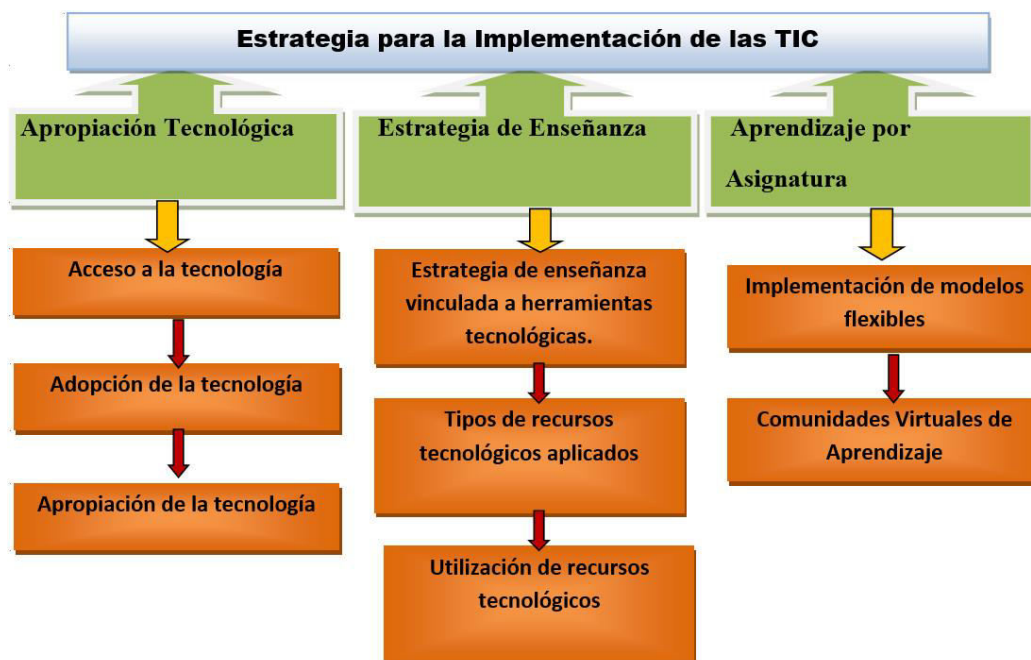 Estrategia para la Implementación de las TIC
Apropiación Tecnológica
Acceso a la tecnología
Adopción de la tecnología
Apropiación de la tecnología
Estrategia de Enseñanza
Estrategia de enseñanza
vinculada a herramientas
tecnológicas.
Tipos de recursos
tecnológicos aplicados
Utilización de recursos
tecnológicos
Aprendizaje por
Asignatura
Implementación de modelos
flexibles
Comunidades Virtuales de
Aprendizaje